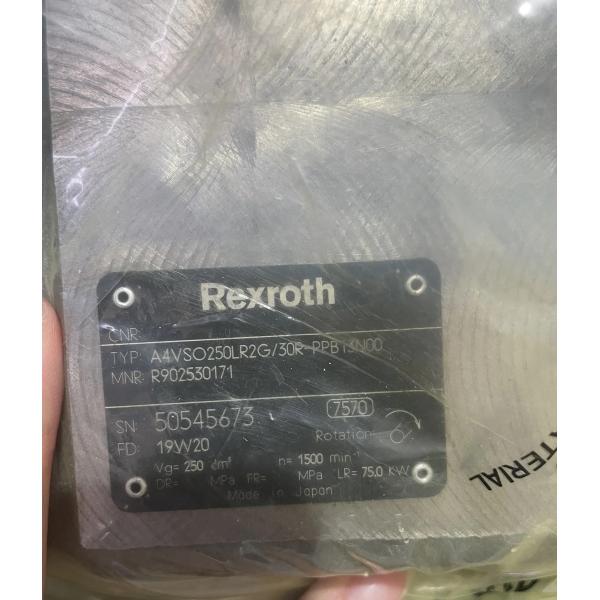 Rexroth
CNR:
TYP: A4VSO250LR2G/30R-PPB13N00
MNR: R902530171
SN: 50545673 7570
FD: 19W20 Rotation:
Vg= 250 cm³ n= 1500 min⁻¹
DR= MPa FR= MPa LR= 75.0 KW
Made in Japan
TERIAL